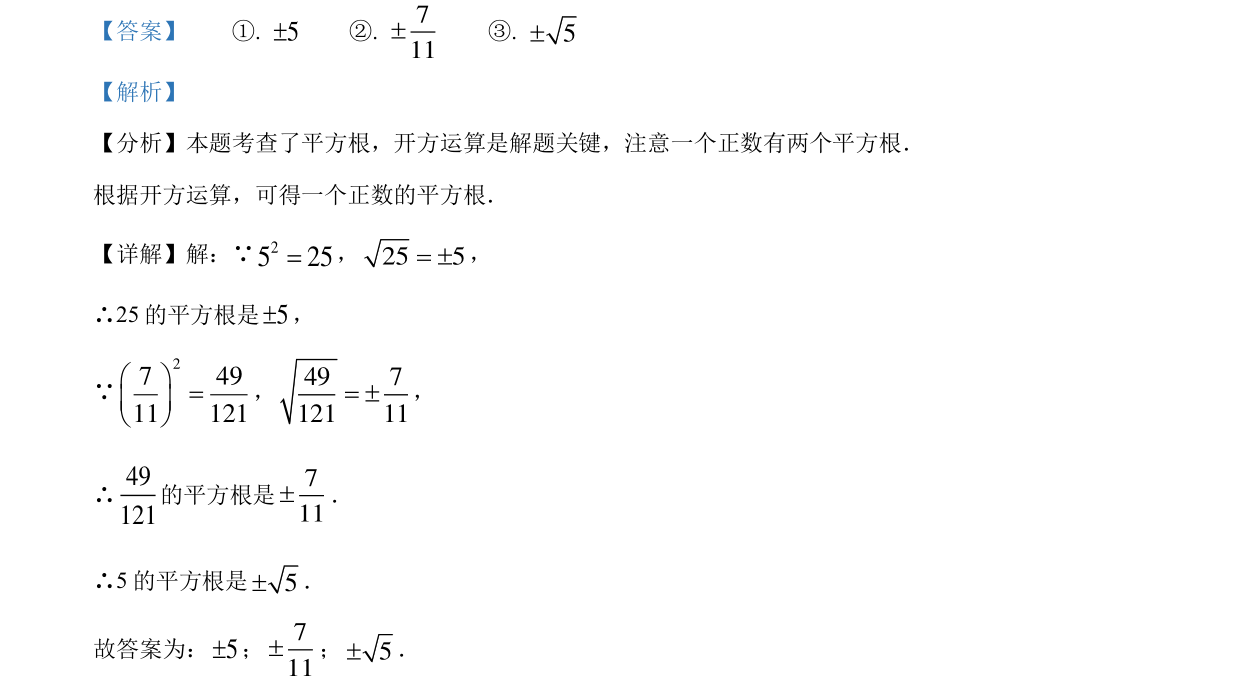 【答案】 ①. ±5 ②. ±7/11 ③. ±√5
【解析】
【分析】本题考查了平方根，开方运算是解题关键，注意一个正数有两个平方根．
根据开方运算，可得一个正数的平方根．
【详解】解：∵5²=25，√25=±5，
∴25 的平方根是±5，
∵(7/11)²=49/121，√(49/121)=±7/11，
∴49/121的平方根是±7/11．
∴5 的平方根是±√5．
故答案为：±5；±7/11；±√5．